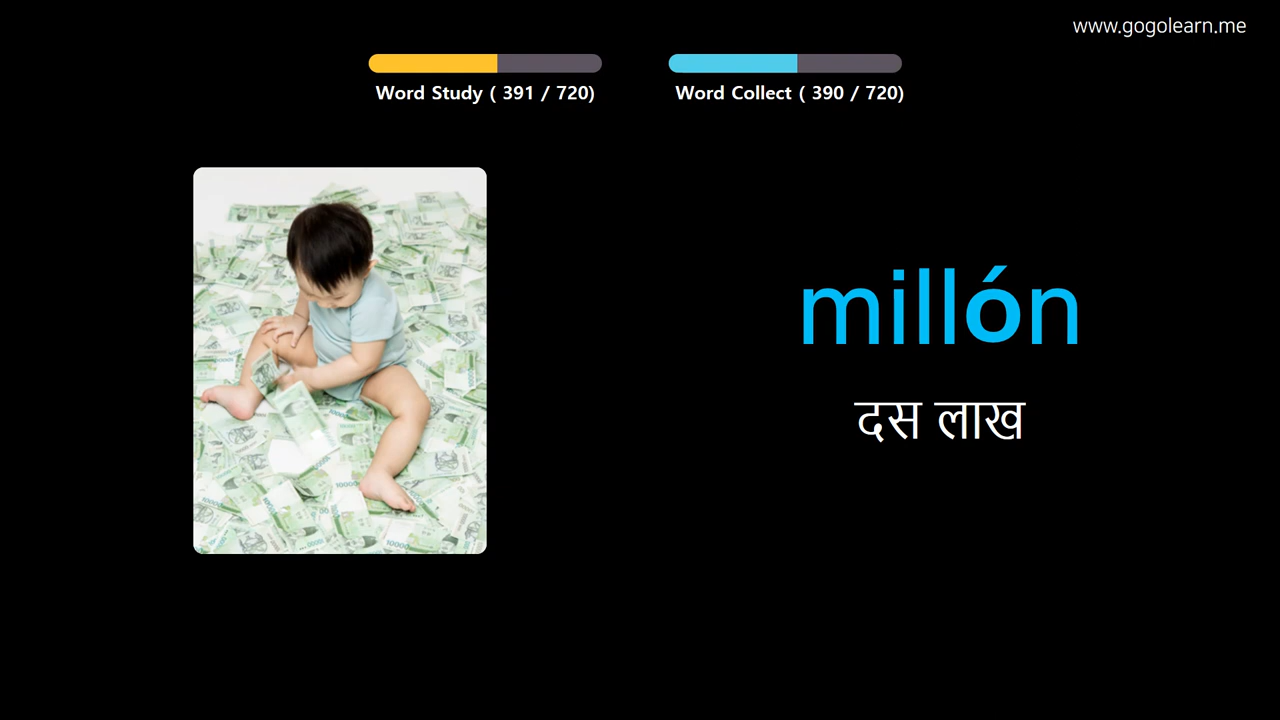 www.gogolearn.me
Word Study ( 391 / 720)
Word Collect ( 390 / 720)
millón
दस लाख